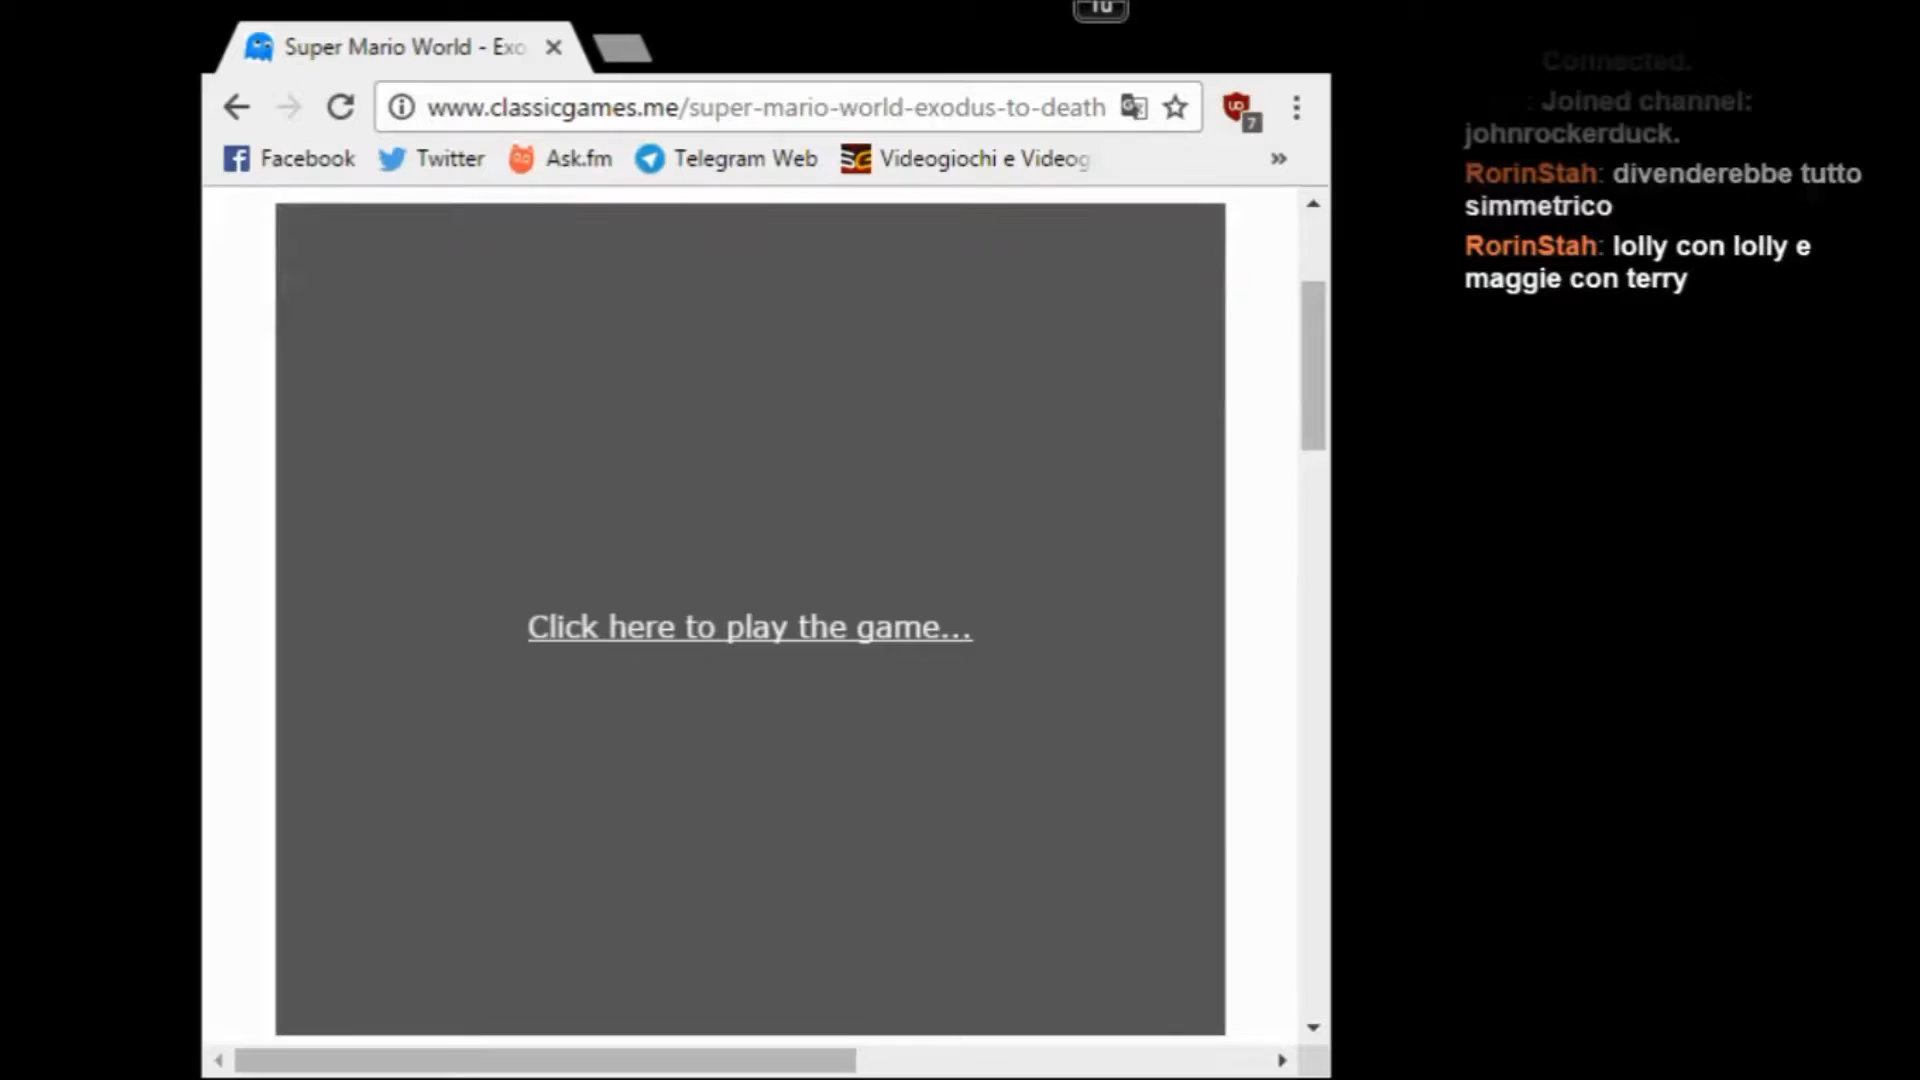 Super Mario World - Exo
www.classicgames.me/super-mario-world-exodus-to-death
7
Facebook Twitter Ask.fm Telegram Web Videogiochi e Videog
Click here to play the game...
Connected.
: Joined channel:
johnrockerduck.
RorinStah: divenderebbe tutto
simmetrico
RorinStah: lolly con lolly e
maggie con terry